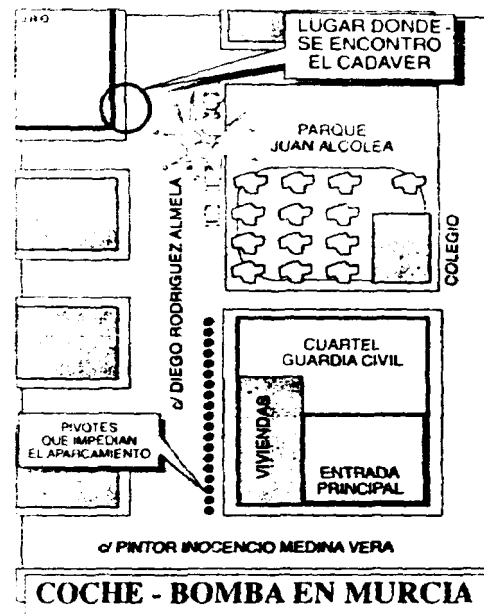 LUGAR DONDE
SE ENCONTRO
EL CADAVER
PARQUE
JUAN ALCOLEA
c/ DIEGO RODRIGUEZ ALMELA
COLEGIO
CUARTEL
GUARDIA CIVIL
VIVIENDAS
PIVOTES
QUE IMPEDIAN
EL APARCAMIENTO
ENTRADA
PRINCIPAL
c/ PINTOR INOCENCIO MEDINA VERA
COCHE - BOMBA EN MURCIA